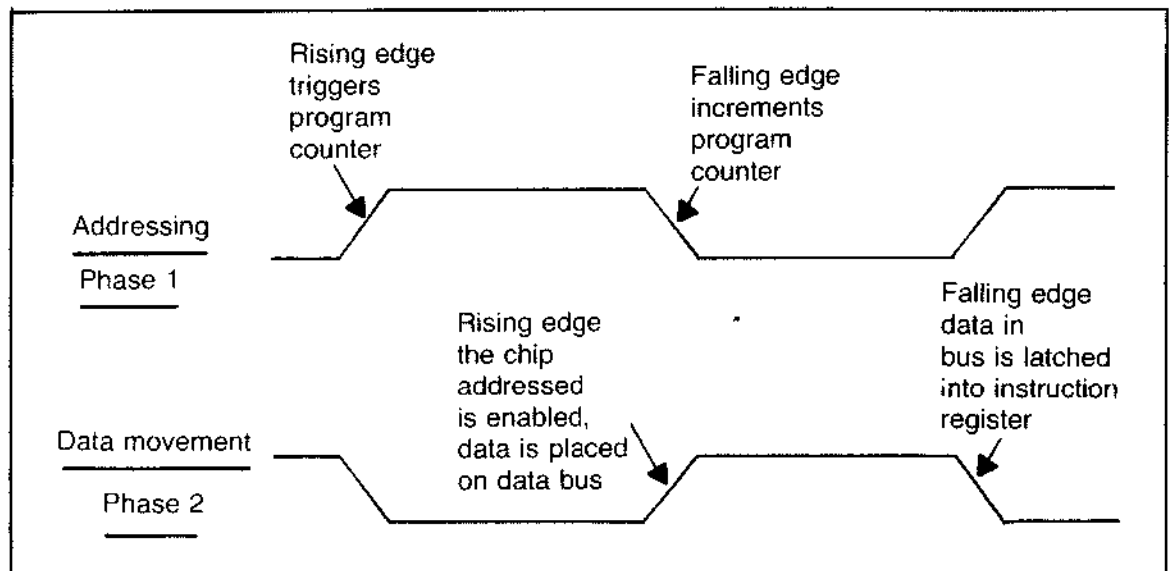 Rising edge
triggers
program
counter
Falling edge
increments
program
counter
Addressing
Phase 1
Rising edge
the chip
addressed
is enabled,
data is placed
on data bus
Falling edge
data in
bus is latched
into instruction
register
Data movement
Phase 2